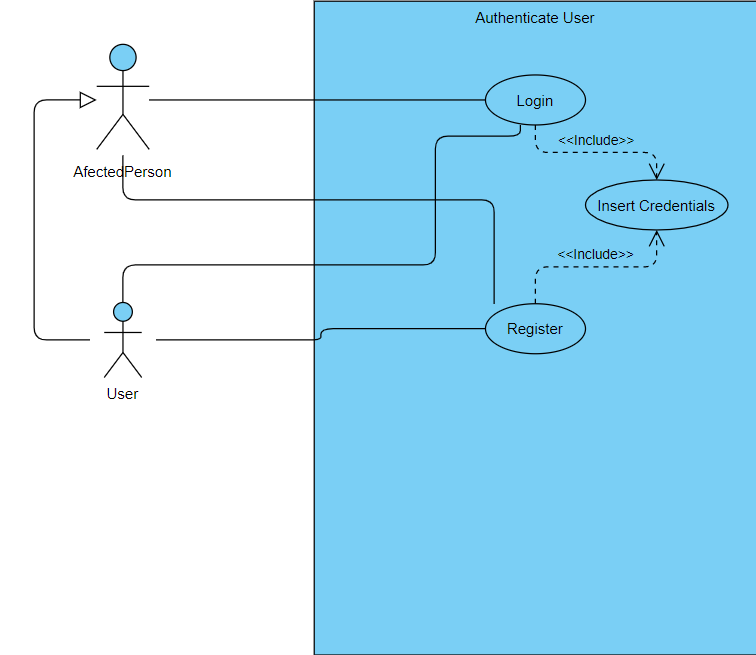 Authenticate User
Login
<<Include>>
AfectedPerson
Insert Credentials
<<Include>>
Register
User